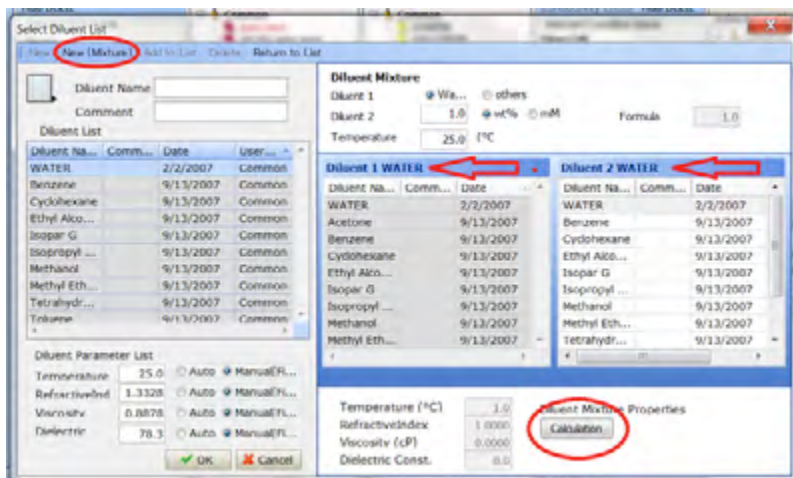 Select Diluent List
New New (Mixture) Add to List Delete Return to List
Diluent Name
Comment
Diluent List
Diluent Na... Comm... Date User...
WATER 2/2/2007 Common
Benzene 9/13/2007 Common
Cyclohexane 9/13/2007 Common
Ethyl Alco... 9/13/2007 Common
Isopar G 9/13/2007 Common
Isopropyl ... 9/13/2007 Common
Methanol 9/13/2007 Common
Methyl Eth... 9/13/2007 Common
Tetrahydr... 9/13/2007 Common
Toluene 9/13/2007 Common
Diluent Parameter List
Temperature 25.0 Auto Manual(Fi...
RefractiveInd 1.3328 Auto Manual(Fi...
Viscosity 0.8878 Auto Manual(Fi...
Dielectric 78.3 Auto Manual(Fi...
OK Cancel
Diluent Mixture
Diluent 1 Wa... others
Diluent 2 1.0 wt% mM Formula 1.0
Temperature 25.0 (°C
Diluent 1 WATER
Diluent Na... Comm... Date
WATER 2/2/2007
Acetone 9/13/2007
Benzene 9/13/2007
Cyclohexane 9/13/2007
Ethyl Alco... 9/13/2007
Isopar G 9/13/2007
Isopropyl ... 9/13/2007
Methanol 9/13/2007
Methyl Eth... 9/13/2007
Diluent 2 WATER
Diluent Na... Comm... Date
WATER 2/2/2007
Benzene 9/13/2007
Cyclohexane 9/13/2007
Ethyl Alco... 9/13/2007
Isopar G 9/13/2007
Isopropyl ... 9/13/2007
Methanol 9/13/2007
Methyl Eth... 9/13/2007
Tetrahydr... 9/13/2007
Temperature (°C) 1.0
RefractiveIndex 1.0000
Viscosity (cP) 0.0000
Dielectric Const. 0.0
Diluent Mixture Properties
Calculation